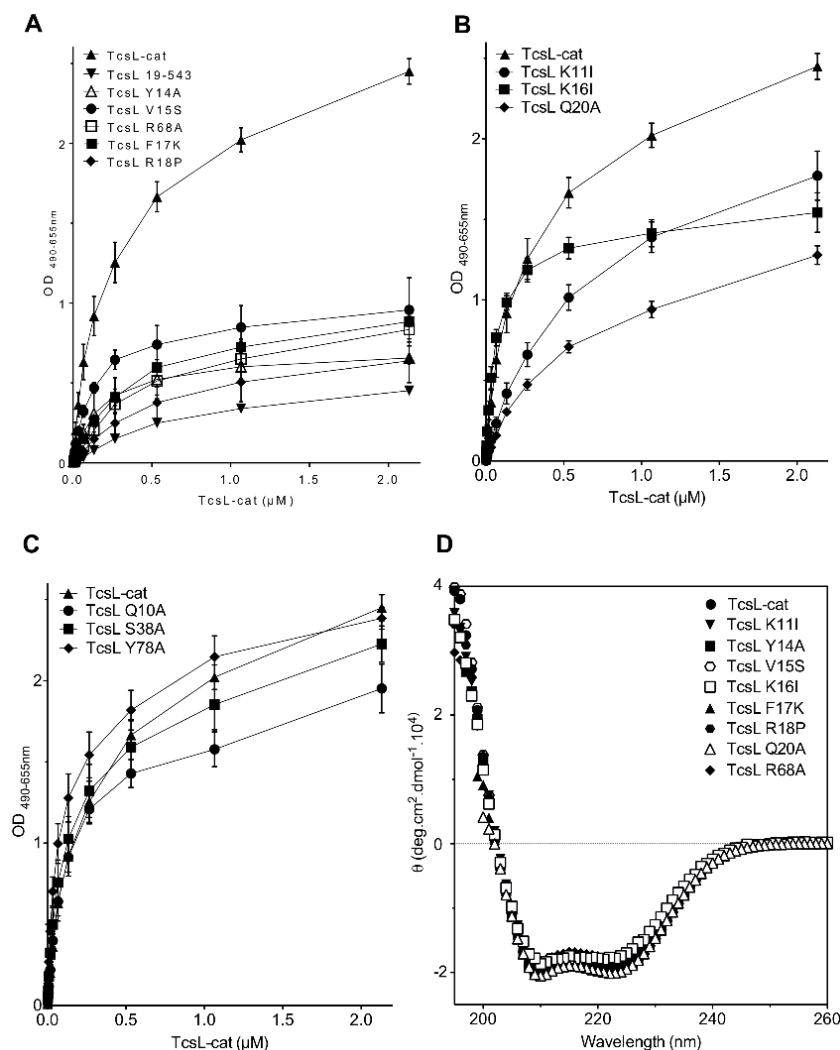 A
TcsL-cat
TcsL 19-543
TcsL Y14A
TcsL V15S
TcsL R68A
TcsL F17K
TcsL R18P
2
1
0
OD 490-655nm
0.0 0.5 1.0 1.5 2.0
TcsL-cat (µM)
B
TcsL-cat
TcsL K11I
TcsL K16I
TcsL Q20A
2
1
0
OD 490-655nm
0.0 0.5 1.0 1.5 2.0
TcsL-cat (µM)
C
TcsL-cat
TcsL Q10A
TcsL S38A
TcsL Y78A
2
1
0
OD 490-655nm
0.0 0.5 1.0 1.5 2.0
TcsL-cat (µM)
D
TcsL-cat
TcsL K11I
TcsL Y14A
TcsL V15S
TcsL K16I
TcsL F17K
TcsL R18P
TcsL Q20A
TcsL R68A
4
2
0
-2
θ (deg.cm².dmol⁻¹.10⁴)
200 220 240 260
Wavelength (nm)